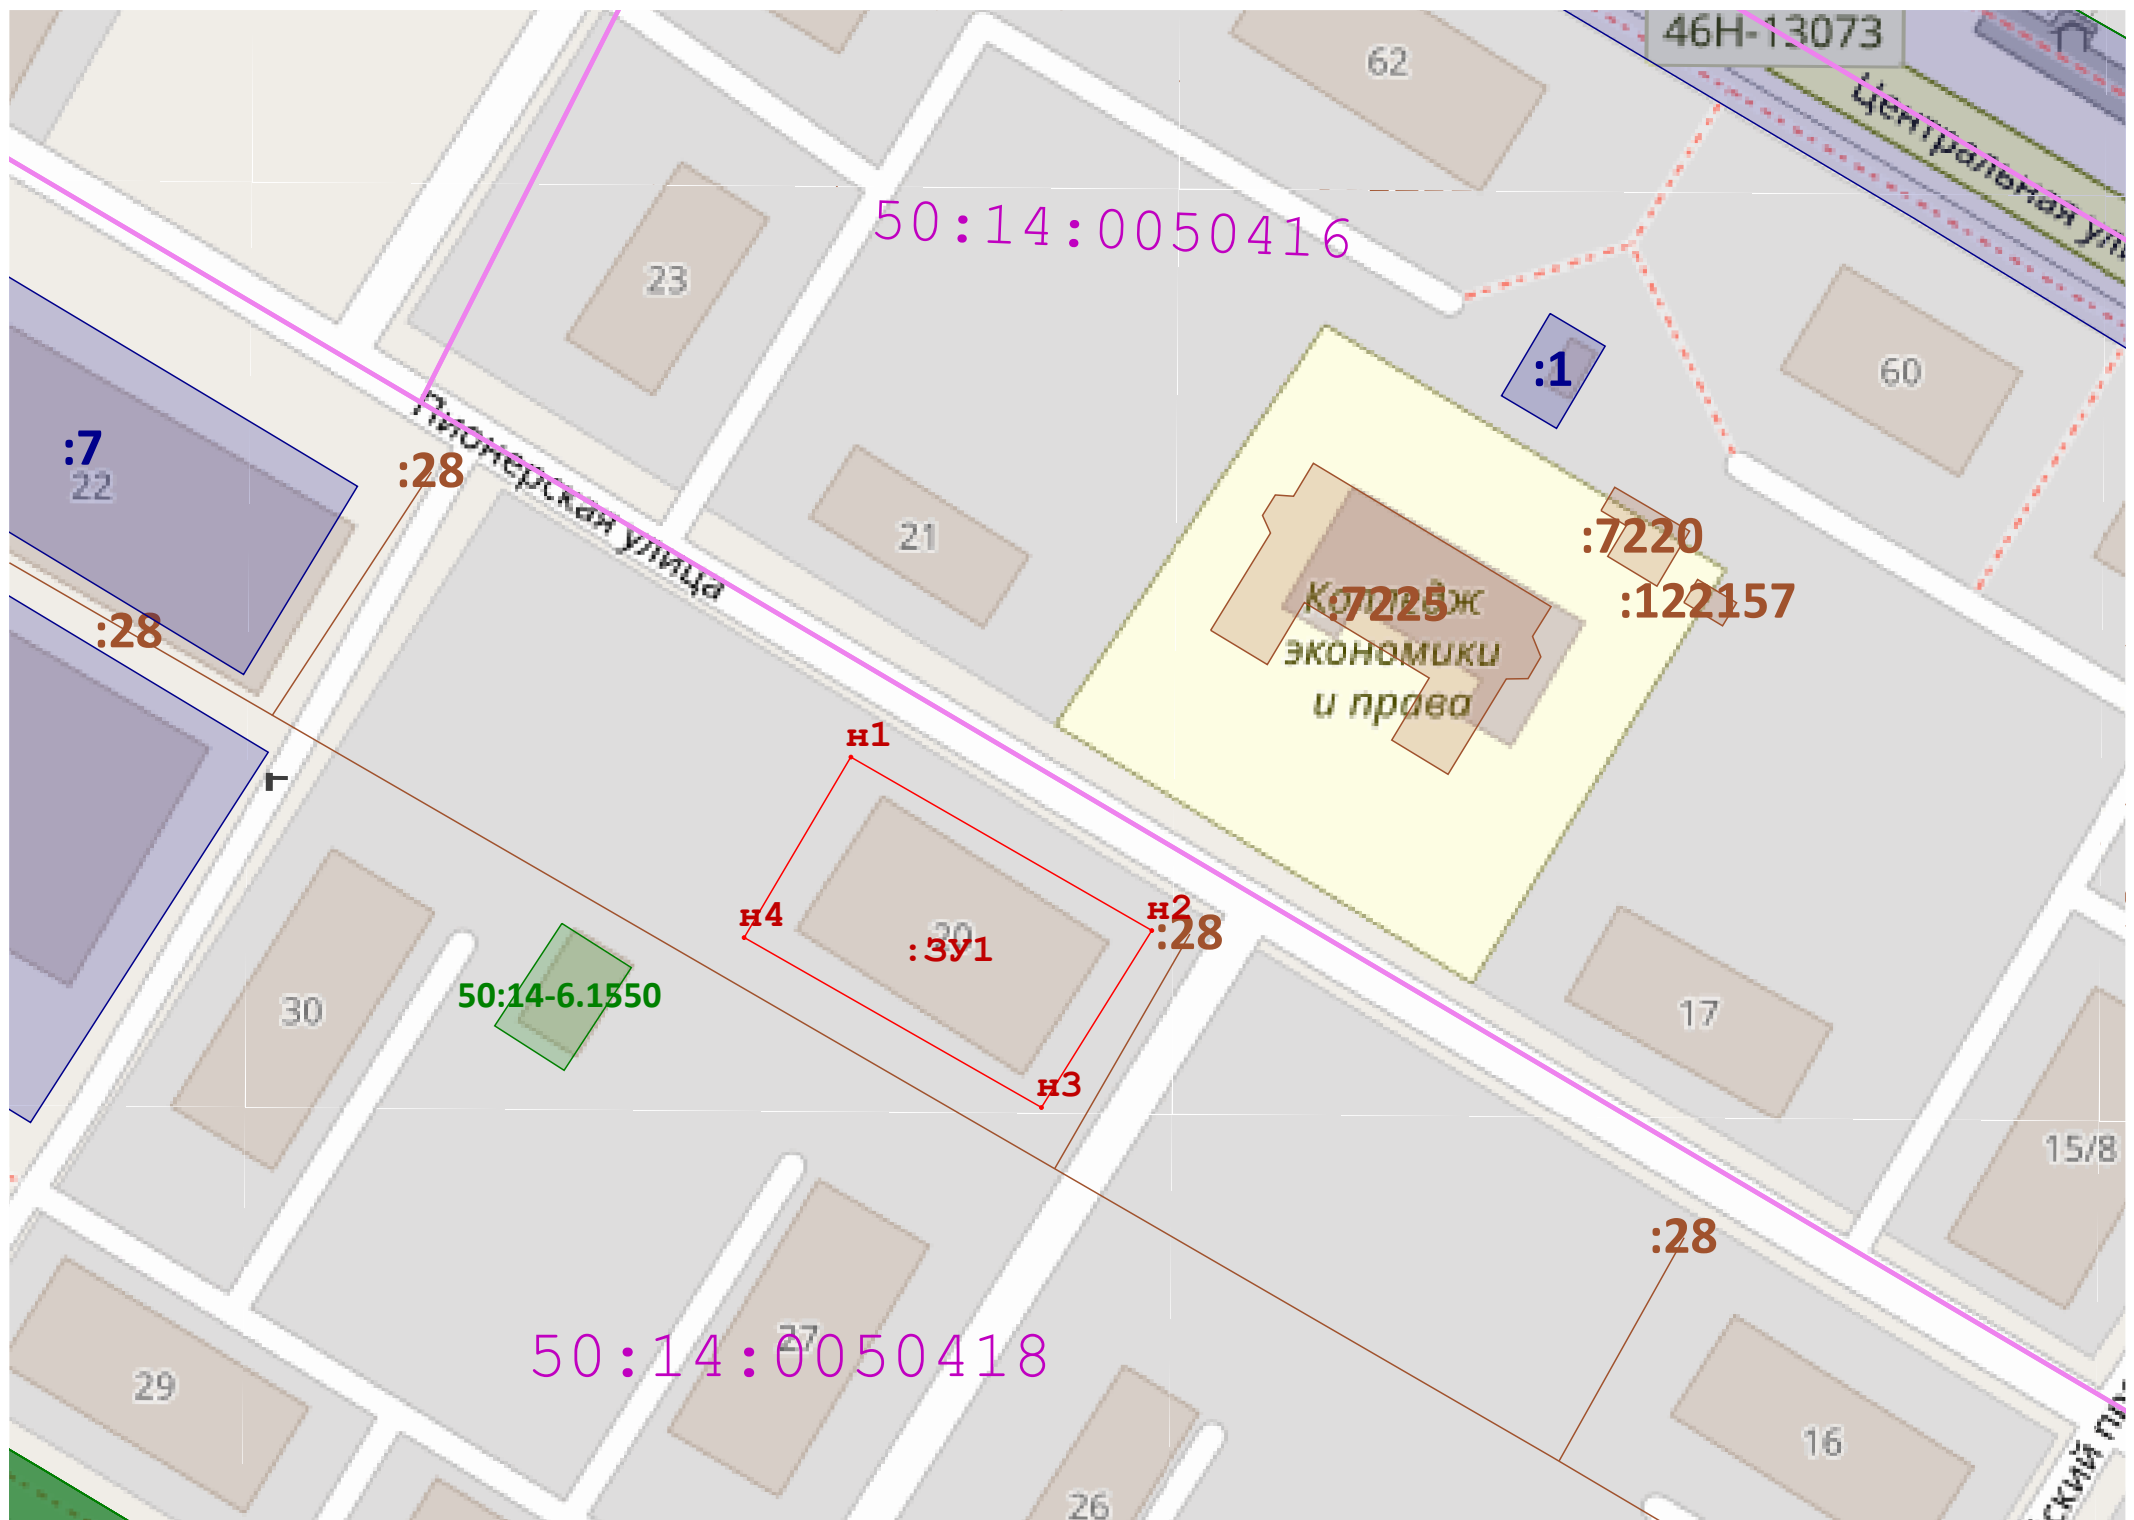 46Н-13073
62
Центральная ули
50:14:0050416
23
:1
60
:7
22
:28
Пионерская улица
21
:7220
:122157
:7225
Колледж
экономики
и права
:28
н1
н2
н4
:28
20
:ЗУ1
50:14-6.1550
30
17
н3
15/8
:28
27
50:14:0050418
29
16
26